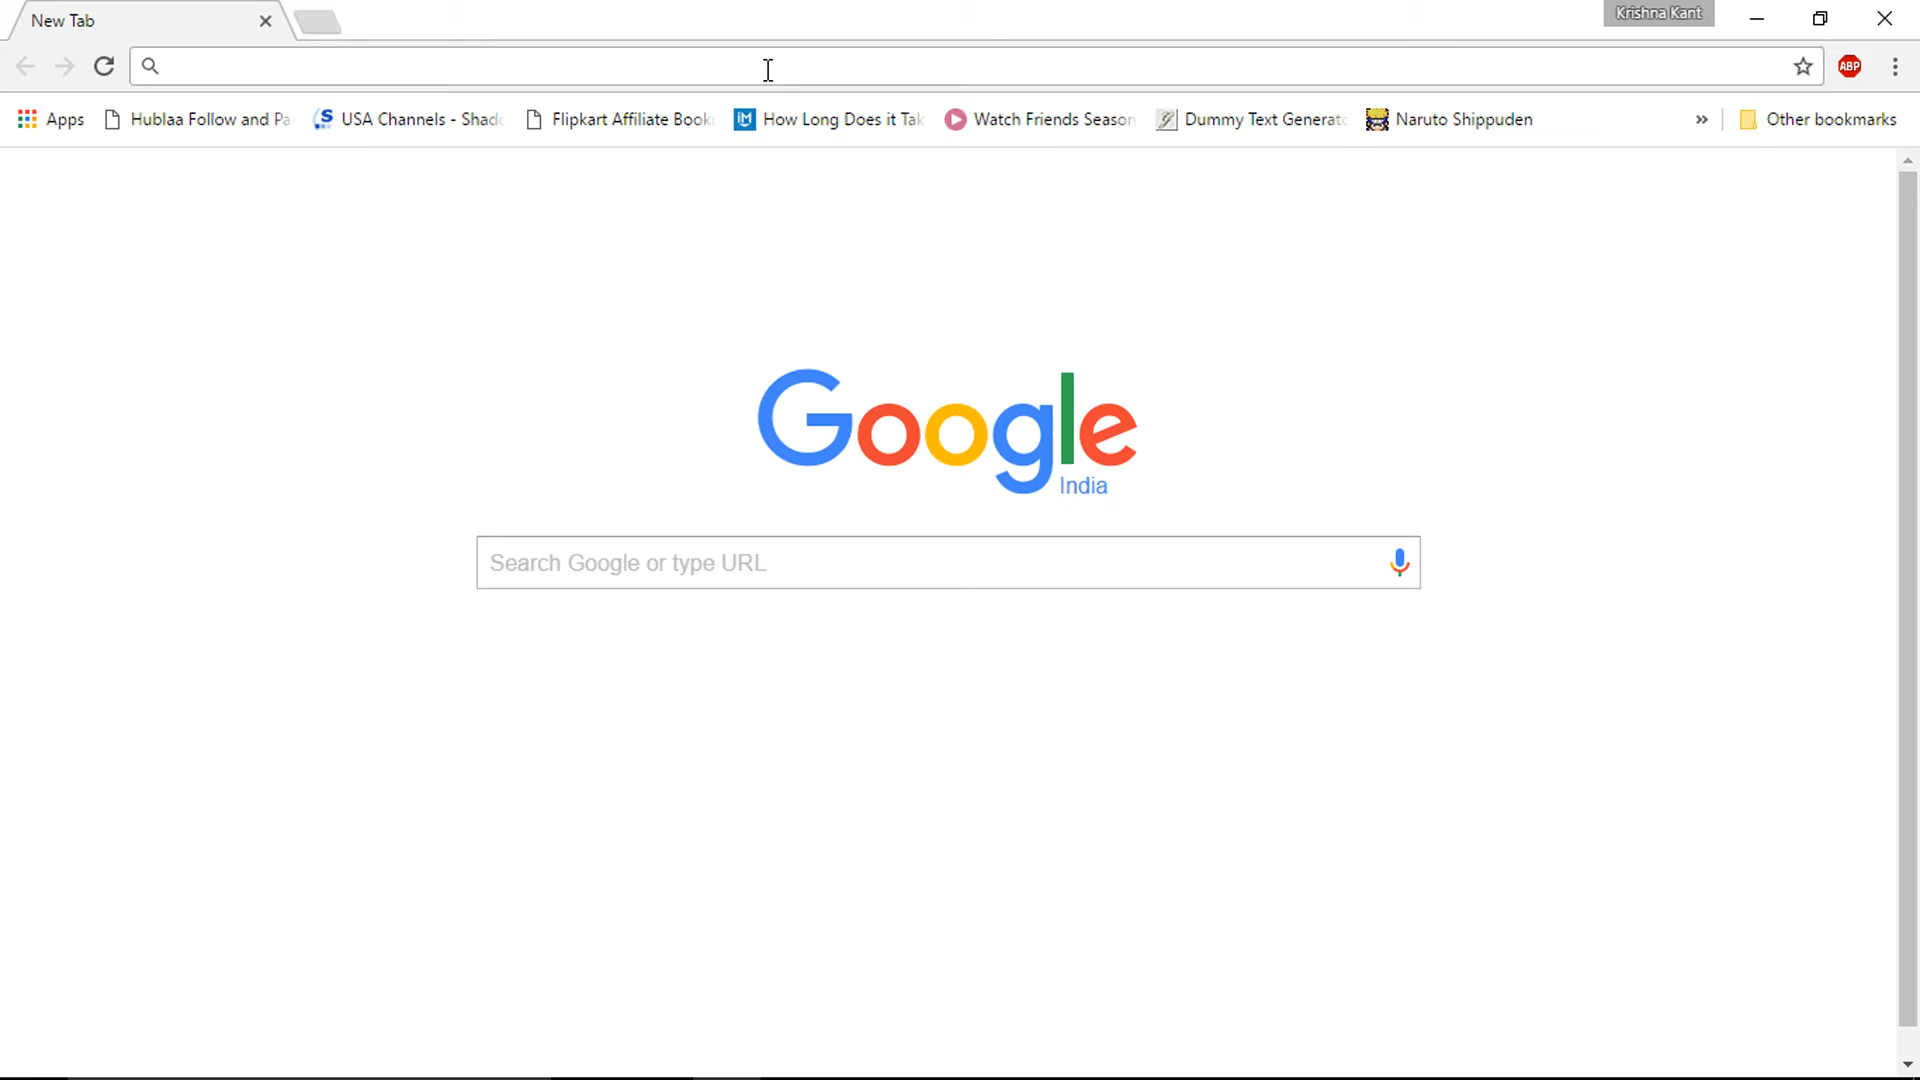 New Tab
Krishna Kant
ABP
Apps
Hublaa Follow and Pa
USA Channels - Shad
Flipkart Affiliate Book
How Long Does it Tak
Watch Friends Season
Dummy Text Generat
Naruto Shippuden
» Other bookmarks
Google
India
Search Google or type URL